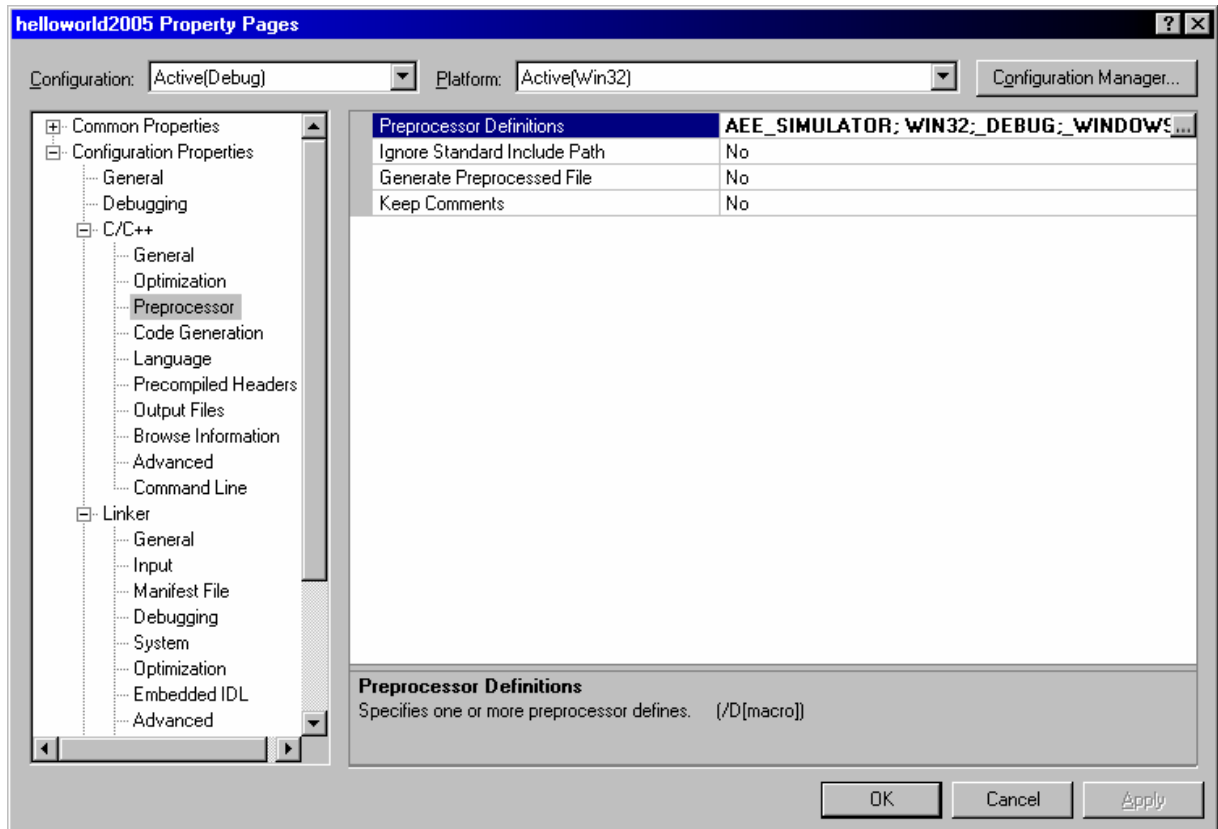 helloworld2005 Property Pages
Configuration: Active(Debug) Platform: Active(Win32) Configuration Manager...
Common Properties
Configuration Properties
General
Debugging
C/C++
General
Optimization
Preprocessor
Code Generation
Language
Precompiled Headers
Output Files
Browse Information
Advanced
Command Line
Linker
General
Input
Manifest File
Debugging
System
Optimization
Embedded IDL
Advanced
Preprocessor Definitions AEE_SIMULATOR; WIN32;_DEBUG;_WINDOWS ...
Ignore Standard Include Path No
Generate Preprocessed File No
Keep Comments No
Preprocessor Definitions
Specifies one or more preprocessor defines. (/D[macro])
OK Cancel Apply